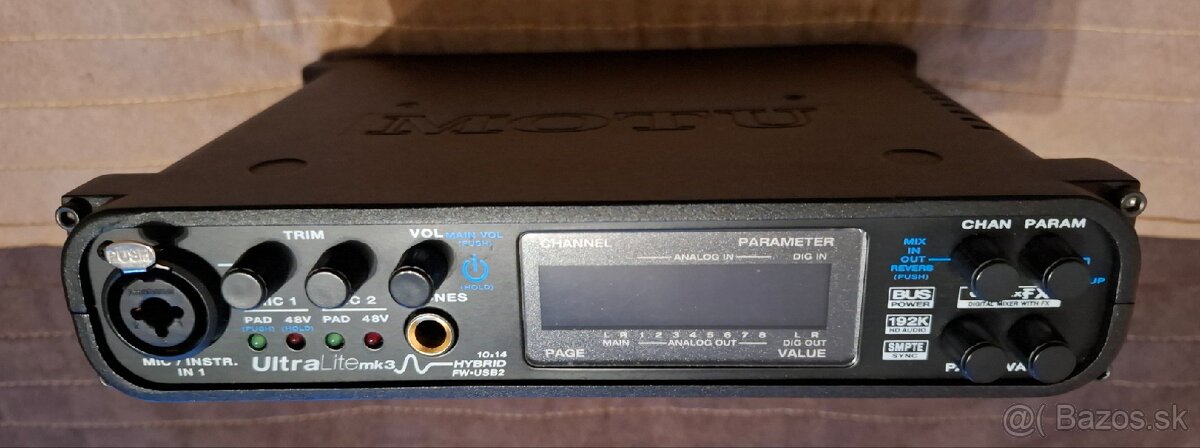 MOTU
TRIM
VOL
MAIN VOL
(PUSH)
(HOLD)
PUSH
MIC 2
PAD 48V PAD 48V
(PUSH) (HOLD)
MIC / INSTR.
IN 1
UltraLite mk3
10x14
HYBRID
FW-USB2
CHANNEL PARAMETER
ANALOG IN DIG IN
L R 1 2 3 4 5 6 7 8 L R
MAIN ANALOG OUT DIG OUT
PAGE VALUE
CHAN PARAM
MIX
IN
OUT
REVERB
(PUSH)
BUS
POWER
FX
DIGITAL MIXER WITH FX
192K
HD AUDIO
SMPTE
SYNC
@( Bazos.sk